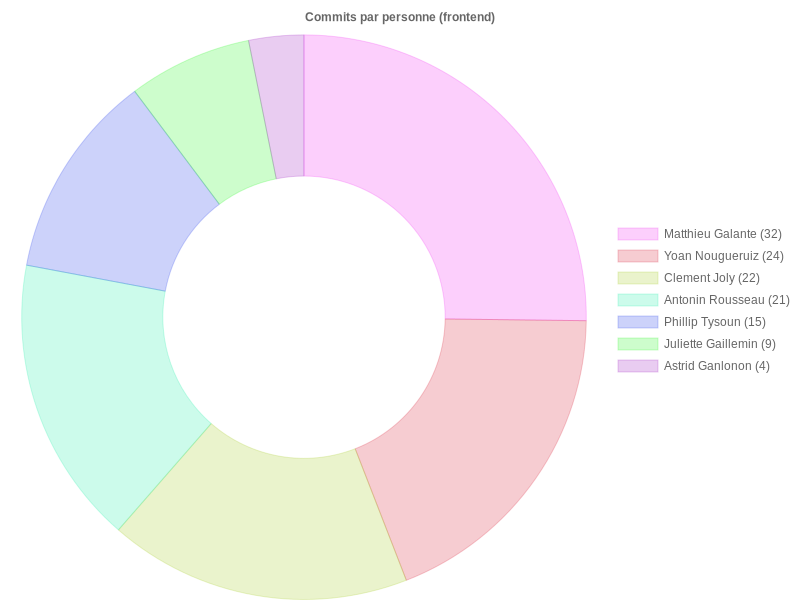 Commits par personne (frontend)
Matthieu Galante (32)
Yoan Nougueruiz (24)
Clement Joly (22)
Antonin Rousseau (21)
Phillip Tysoun (15)
Juliette Gaillemin (9)
Astrid Ganlonon (4)